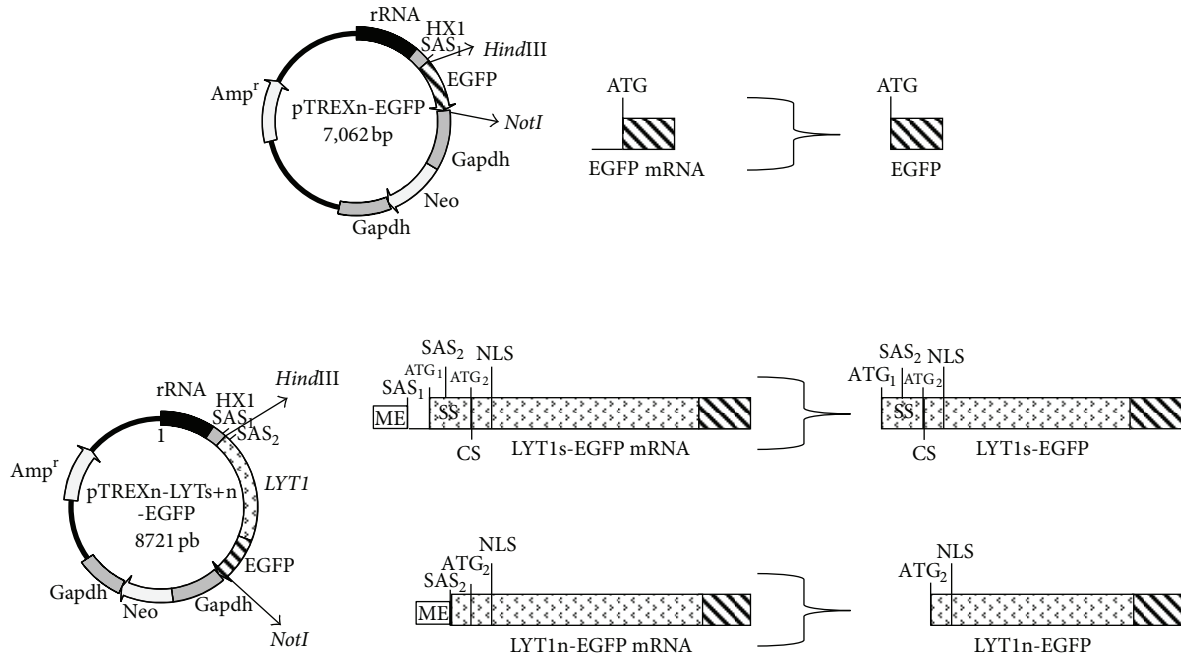 rRNA
HX1
SAS₁
HindIII
EGFP
Ampʳ
pTREXn-EGFP
7,062 bp
NotI
Gapdh
Neo
Gapdh
ATG
EGFP mRNA
ATG
EGFP
rRNA
HX1
SAS₁
SAS₂
HindIII
1
Ampʳ
LYT1
pTREXn-LYTs+n
-EGFP
8721 pb
EGFP
Gapdh
Neo
Gapdh
NotI
SAS₂
NLS
ATG₁
ATG₂
SAS₁
ME
SS
CS
LYT1s-EGFP mRNA
SAS₂
NLS
ATG₁
ATG₂
SS
CS
LYT1s-EGFP
NLS
ATG₂
SAS₂
ME
LYT1n-EGFP mRNA
NLS
ATG₂
LYT1n-EGFP